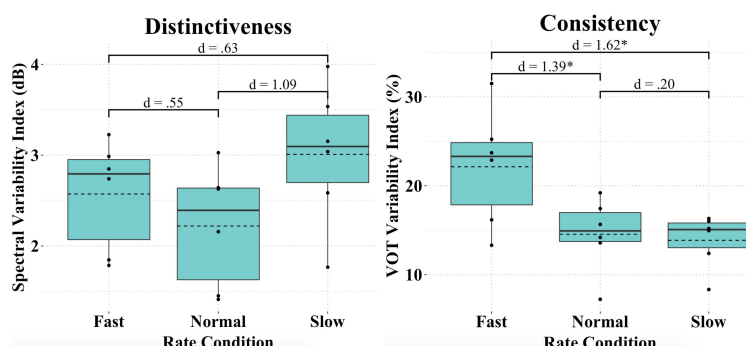 Distinctiveness
d = .63
d = 1.09
d = .55
4
3
2
Spectral Variability Index (dB)
Fast Normal Slow
Rate Condition
Consistency
d = 1.62*
d = 1.39*
d = .20
30
20
10
VOT Variability Index (%)
Fast Normal Slow
Rate Condition